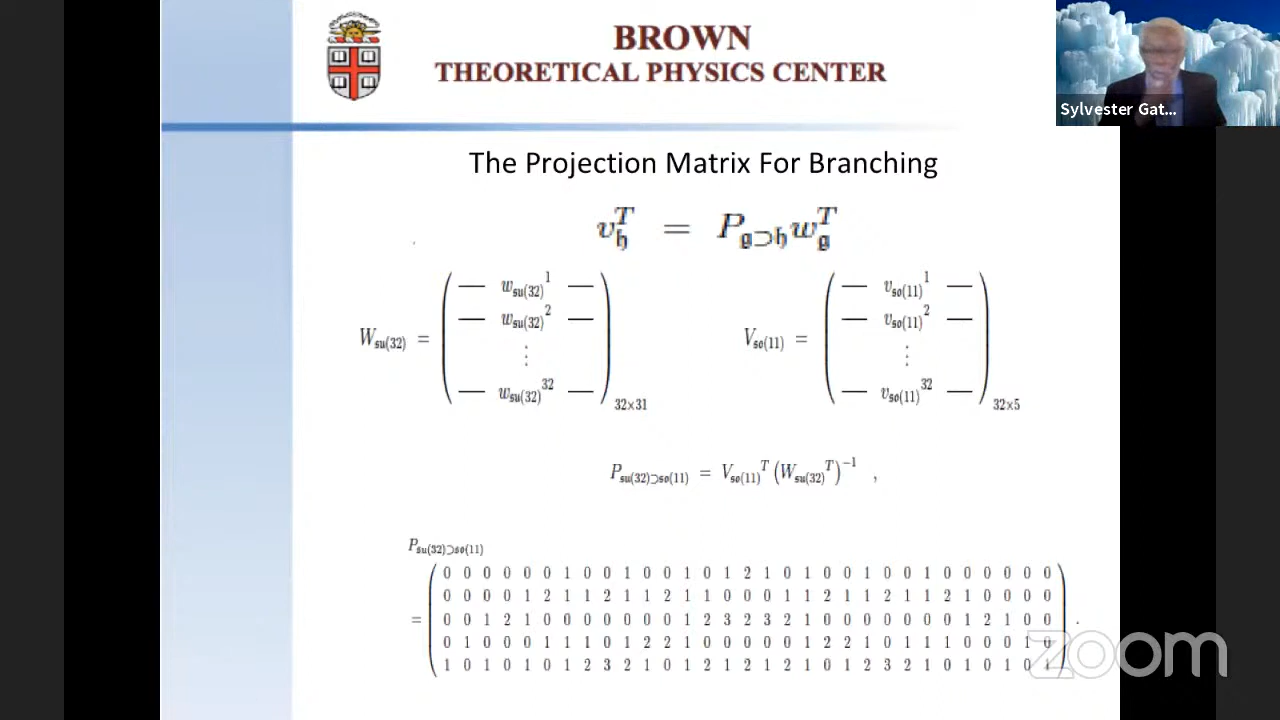 BROWN
THEORETICAL PHYSICS CENTER
Sylvester Gat...
The Projection Matrix For Branching
v_𝔥^T = P_{𝔤⊃𝔥} w_𝔤^T
W_{𝔰𝔲(32)} = ( — w_{𝔰𝔲(32)}^1 — — w_{𝔰𝔲(32)}^2 — ⋮ — w_{𝔰𝔲(32)}^{32} — )_{32×31}
V_{𝔰𝔬(11)} = ( — v_{𝔰𝔬(11)}^1 — — v_{𝔰𝔬(11)}^2 — ⋮ — v_{𝔰𝔬(11)}^{32} — )_{32×5}
P_{𝔰𝔲(32)⊃𝔰𝔬(11)} = V_{𝔰𝔬(11)}^T (W_{𝔰𝔲(32)}^T)^{−1} ,
P_{𝔰𝔲(32)⊃𝔰𝔬(11)}
0 0 0 0 0 0 1 0 0 1 0 0 1 0 1 2 1 0 1 0 0 1 0 0 1 0 0 0 0 0 0
0 0 0 0 1 2 1 1 2 1 1 2 1 1 0 0 0 1 1 2 1 1 2 1 1 2 1 0 0 0 0
= 0 0 1 2 1 0 0 0 0 0 0 0 1 2 3 2 3 2 1 0 0 0 0 0 0 0 1 2 1 0 0 .
0 1 0 0 0 1 1 1 0 1 2 2 1 0 0 0 0 0 1 2 2 1 0 1 1 1 0 0 0 1 0
1 0 1 0 1 0 1 2 3 2 1 0 1 2 1 2 1 2 1 0 1 2 3 2 1 0 1 0 1 0 1
zoom